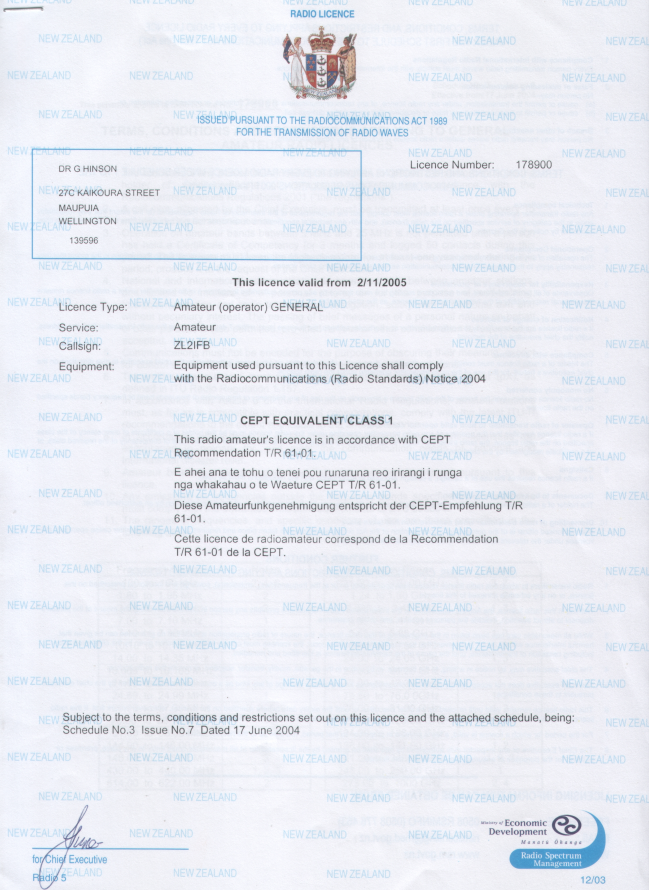 RADIO LICENCE
ISSUED PURSUANT TO THE RADIOCOMMUNICATIONS ACT 1989
FOR THE TRANSMISSION OF RADIO WAVES
DR G HINSON
27C KAKOURA STREET
MAUPUIA
WELLINGTON
139596
Licence Number: 178900
This licence valid from 2/11/2005
Licence Type: Amateur (operator) GENERAL
Service: Amateur
Callsign: ZL2IFB
Equipment: Equipment used pursuant to this Licence shall comply
with the Radiocommunications (Radio Standards) Notice 2004
CEPT EQUIVALENT CLASS 1
This radio amateur's licence is in accordance with CEPT
Recommendation T/R 61-01.
E ahei ana te tohu o tenei pou runaruna reo irirangi i runga
nga whakahau o te Waeture CEPT T/R 61-01.
Diese Amateurfunkgenehmigung entspricht der CEPT-Empfehlung T/R
61-01.
Cette licence de radioamateur correspond de la Recommendation
T/R 61-01 de la CEPT.
Subject to the terms, conditions and restrictions set out on this licence and the attached schedule, being:
Schedule No.3 Issue No.7 Dated 17 June 2004
for Chief Executive
Radio 5
Ministry of Economic
Development
Manatū Ōhanga
Radio Spectrum
Management
12/03
NEW ZEALAND